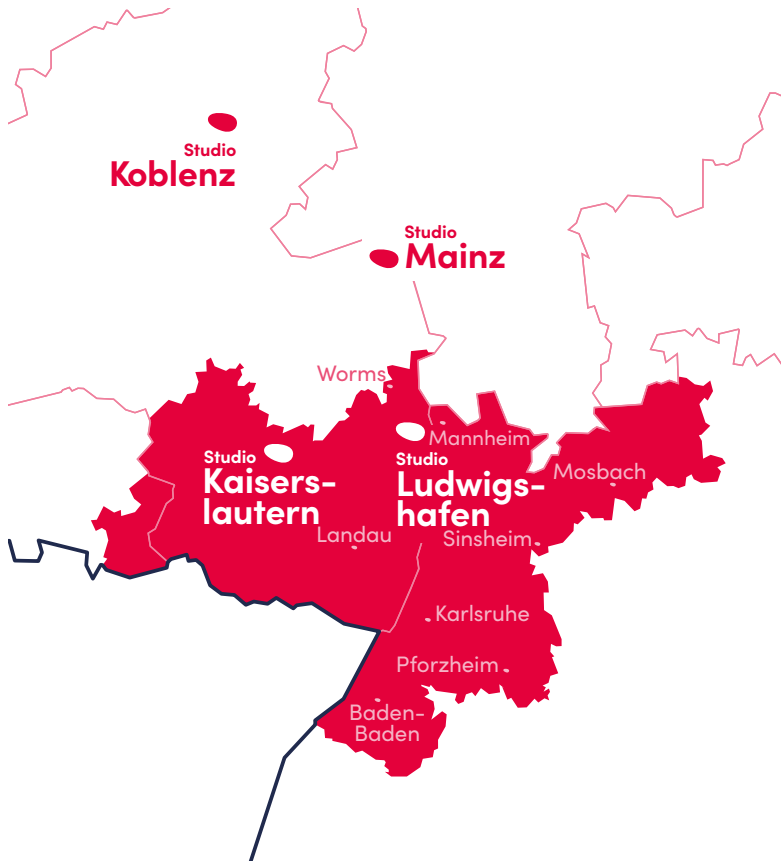 Studio
Koblenz
Studio
Mainz
Worms
Mannheim
Studio
Kaisers-
lautern
Studio
Ludwigs-
hafen
Mosbach
Landau
Sinsheim
Karlsruhe
Pforzheim
Baden-
Baden